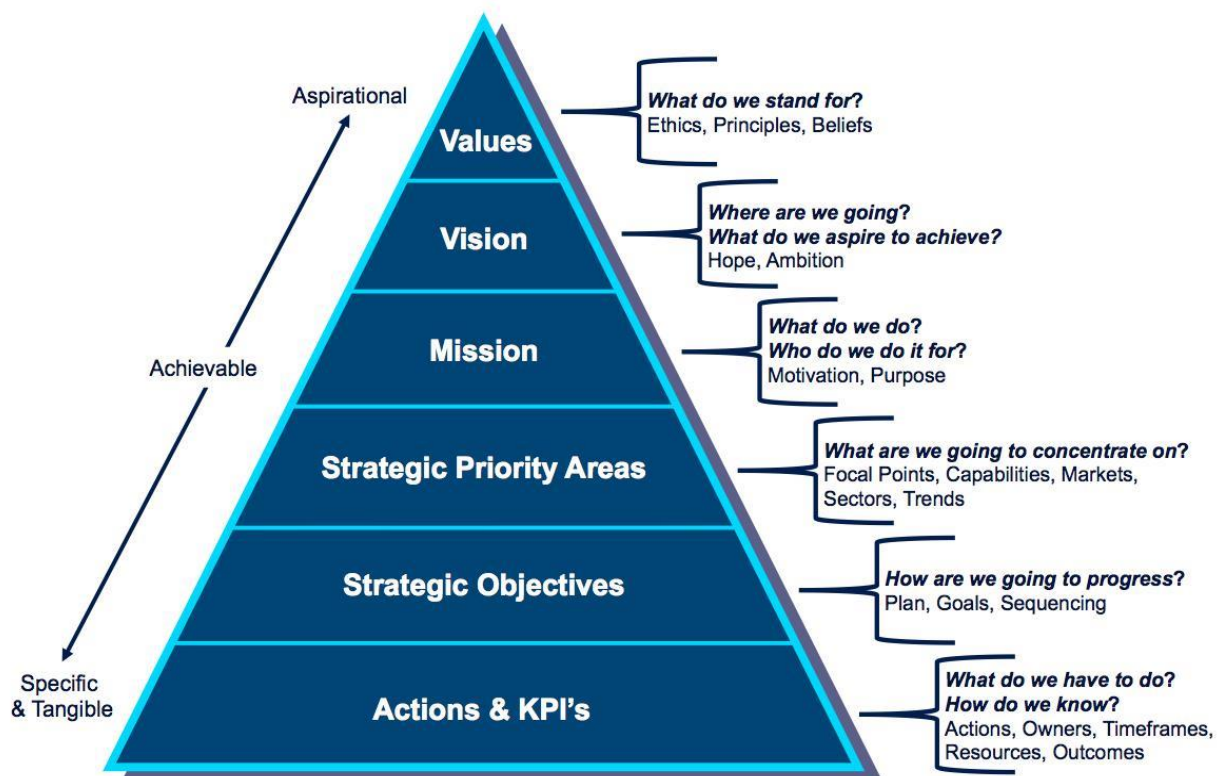 Aspirational
Achievable
Specific
& Tangible
Values
Vision
Mission
Strategic Priority Areas
Strategic Objectives
Actions & KPI's
What do we stand for?
Ethics, Principles, Beliefs
Where are we going?
What do we aspire to achieve?
Hope, Ambition
What do we do?
Who do we do it for?
Motivation, Purpose
What are we going to concentrate on?
Focal Points, Capabilities, Markets,
Sectors, Trends
How are we going to progress?
Plan, Goals, Sequencing
What do we have to do?
How do we know?
Actions, Owners, Timeframes,
Resources, Outcomes